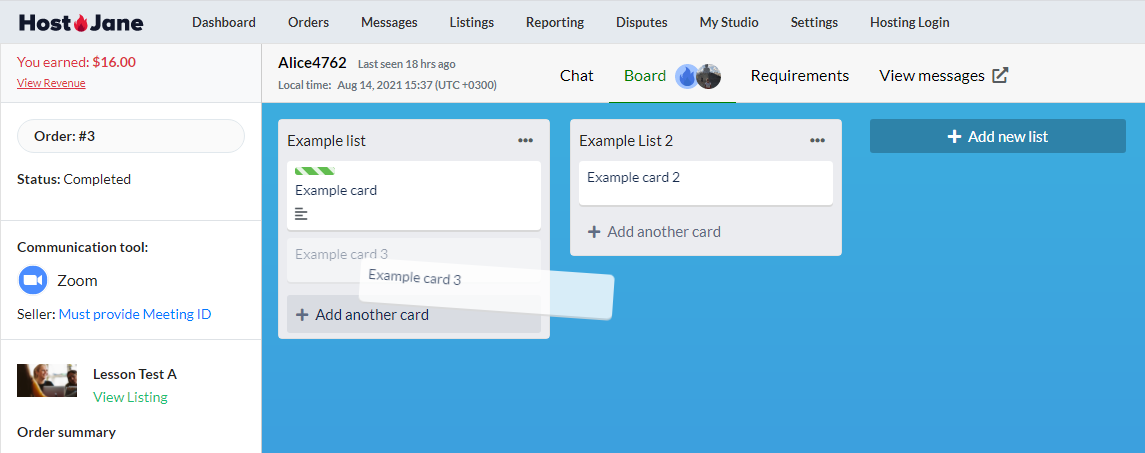 Host Jane Dashboard Orders Messages Listings Reporting Disputes My Studio Settings Hosting Login
You earned: $16.00
View Revenue
Alice4762 Last seen 18 hrs ago
Local time: Aug 14, 2021 15:37 (UTC +0300)
Chat Board Requirements View messages
Order: #3
Status: Completed
Communication tool:
Zoom
Seller: Must provide Meeting ID
Lesson Test A
View Listing
Order summary
Example list
Example card
Example card 3
Example card 3
Add another card
Example List 2
Example card 2
Add another card
Add new list